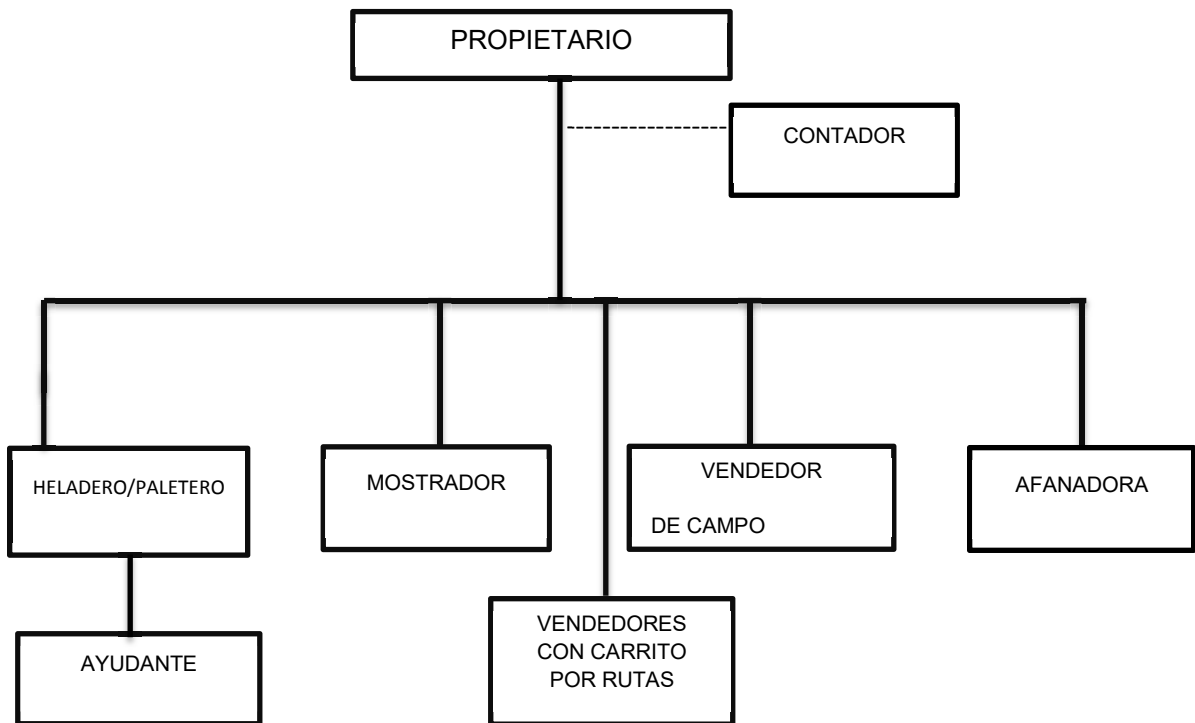 PROPIETARIO
CONTADOR
HELADERO/PALETERO
MOSTRADOR
VENDEDOR
DE CAMPO
AFANADORA
AYUDANTE
VENDEDORES
CON CARRITO
POR RUTAS